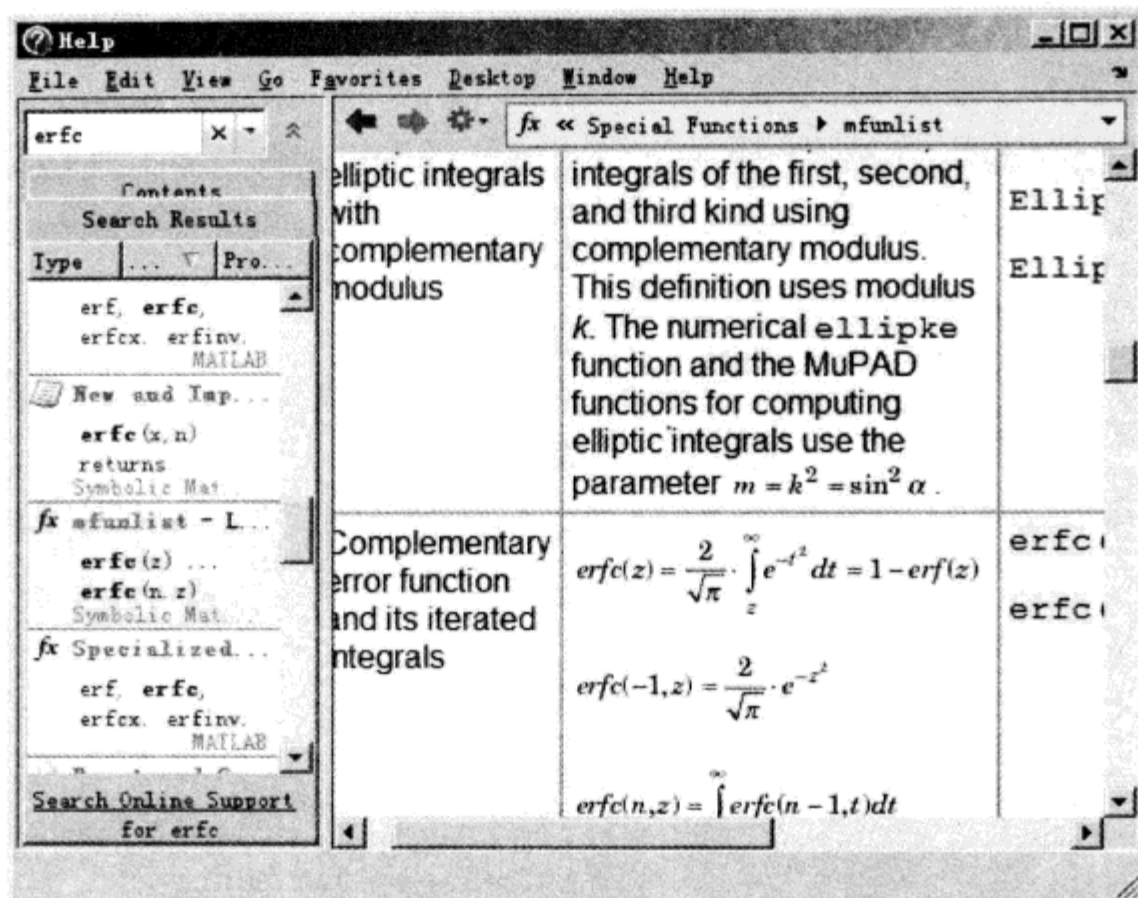 Help
File Edit View Go Favorites Desktop Window Help
erfc
fx « Special Functions ▶ mfunlist
Contents
Search Results
Type ... Pro...
erf, erfc,
erfcx. erfinv.
MATLAB
New and Imp...
erfc(x, n)
returns
Symbolic Mat...
fx mfunlist - L...
erfc(z) ...
erfc(n, z)
Symbolic Mat...
fx Specialized...
erf, erfc,
erfcx. erfinv.
MATLAB
Search Online Support
for erfc
elliptic integrals
with
complementary
modulus
integrals of the first, second,
and third kind using
complementary modulus.
This definition uses modulus
k. The numerical ellipke
function and the MuPAD
functions for computing
elliptic integrals use the
parameter m = k² = sin² α .
Ellip
Ellip
Complementary
error function
and its iterated
integrals
erfc(z) = 2/√π · ∫_z^∞ e^(-t²) dt = 1 - erf(z)
erfc(-1,z) = 2/√π · e^(-z²)
erfc(n,z) = ∫^∞ erfc(n-1,t)dt
erfc(
erfc(